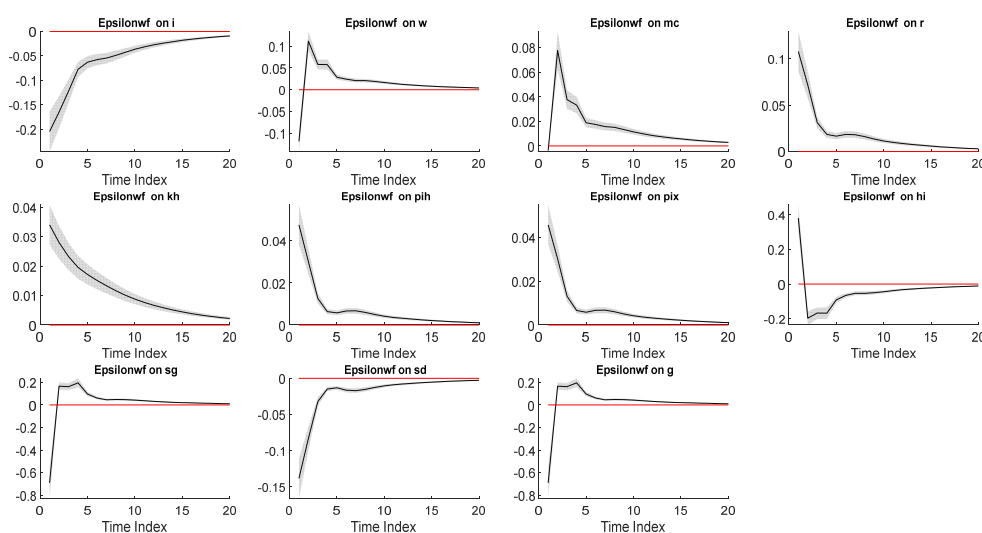 Epsilonwf on i
Epsilonwf on w
Epsilonwf on mc
Epsilonwf on r
0
-0.05
-0.1
-0.15
-0.2
0 5 10 15 20
Time Index
0.1
0.05
0
-0.05
-0.1
0 5 10 15 20
Time Index
0.08
0.06
0.04
0.02
0
0 5 10 15 20
Time Index
0.1
0.05
0
0 5 10 15 20
Time Index
Epsilonwf on kh
Epsilonwf on pih
Epsilonwf on pix
Epsilonwf on hi
0.04
0.03
0.02
0.01
0
0 5 10 15 20
Time Index
0.04
0.02
0
0 5 10 15 20
Time Index
0.04
0.02
0
0 5 10 15 20
Time Index
0.4
0.2
0
-0.2
0 5 10 15 20
Time Index
Epsilonwf on sg
Epsilonwf on sd
Epsilonwf on g
0.2
0
-0.2
-0.4
-0.6
-0.8
0 5 10 15 20
Time Index
0
-0.05
-0.1
-0.15
0 5 10 15 20
Time Index
0.2
0
-0.2
-0.4
-0.6
-0.8
0 5 10 15 20
Time Index